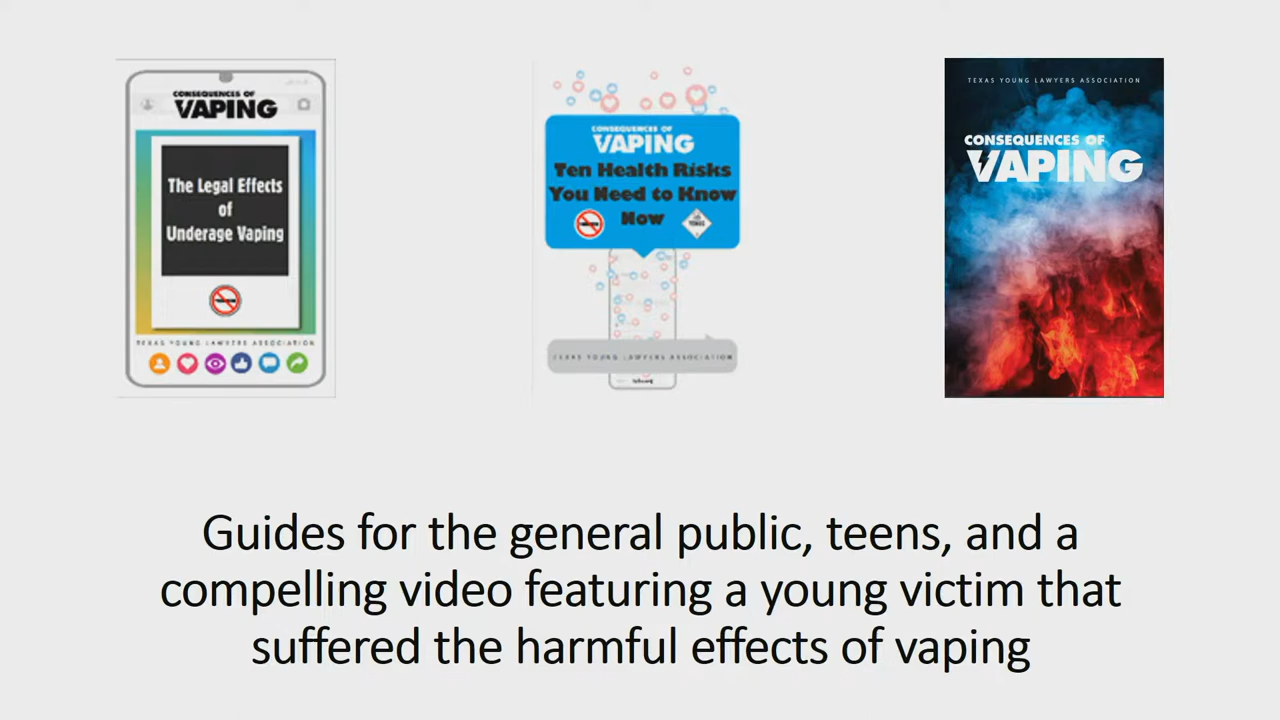 CONSEQUENCES OF
VAPING
The Legal Effects
of
Underage Vaping
TEXAS YOUNG LAWYERS ASSOCIATION
CONSEQUENCES OF
VAPING
Ten Health Risks
You Need to Know
Now
TEXAS YOUNG LAWYERS ASSOCIATION
TEXAS YOUNG LAWYERS ASSOCIATION
CONSEQUENCES OF
VAPING
Guides for the general public, teens, and a
compelling video featuring a young victim that
suffered the harmful effects of vaping